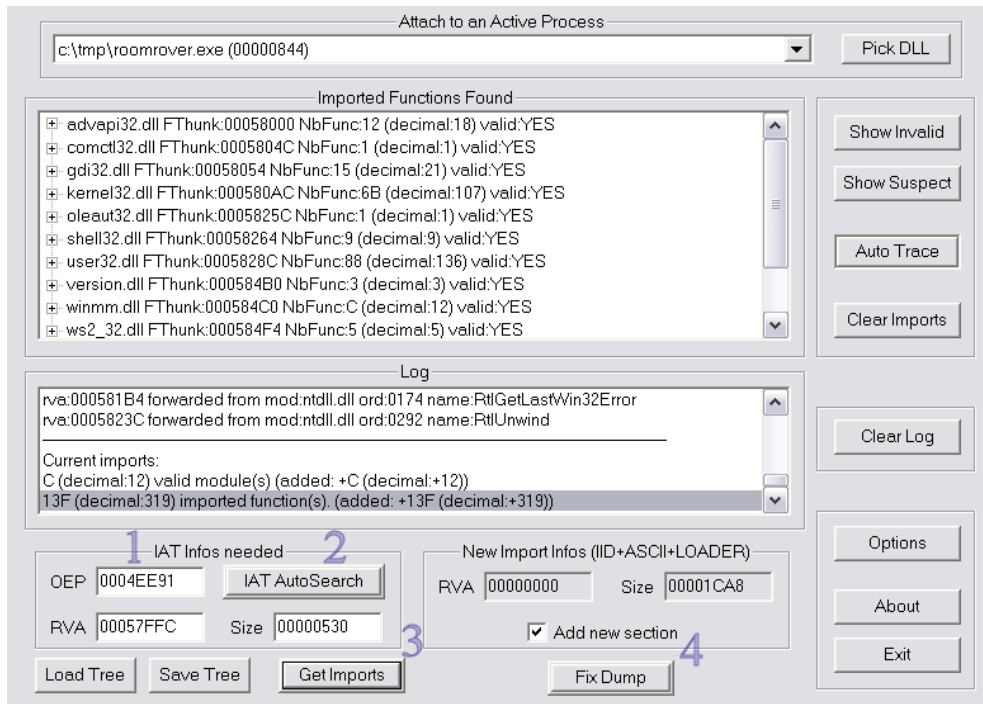 Attach to an Active Process
c:\tmp\roomrover.exe (00000844)
Pick DLL
Imported Functions Found
advapi32.dll FThunk:00058000 NbFunc:12 (decimal:18) valid:YES
comctl32.dll FThunk:0005804C NbFunc:1 (decimal:1) valid:YES
gdi32.dll FThunk:00058054 NbFunc:15 (decimal:21) valid:YES
kernel32.dll FThunk:000580AC NbFunc:6B (decimal:107) valid:YES
oleaut32.dll FThunk:0005825C NbFunc:1 (decimal:1) valid:YES
shell32.dll FThunk:00058264 NbFunc:9 (decimal:9) valid:YES
user32.dll FThunk:0005828C NbFunc:88 (decimal:136) valid:YES
version.dll FThunk:000584B0 NbFunc:3 (decimal:3) valid:YES
winmm.dll FThunk:000584C0 NbFunc:C (decimal:12) valid:YES
ws2_32.dll FThunk:000584F4 NbFunc:5 (decimal:5) valid:YES
Show Invalid
Show Suspect
Auto Trace
Clear Imports
Log
rva:000581B4 forwarded from mod:ntdll.dll ord:0174 name:RtlGetLastWin32Error
rva:0005823C forwarded from mod:ntdll.dll ord:0292 name:RtlUnwind
Current imports:
C (decimal:12) valid module(s) (added: +C (decimal:+12))
13F (decimal:319) imported function(s). (added: +13F (decimal:+319))
Clear Log
1 IAT Infos needed 2
OEP 0004EE91 IAT AutoSearch
RVA 00057FFC Size 00000530
3
Load Tree Save Tree Get Imports
New Import Infos (IID+ASCII+LOADER)
RVA 00000000 Size 00001CA8
Add new section
4
Fix Dump
Options
About
Exit